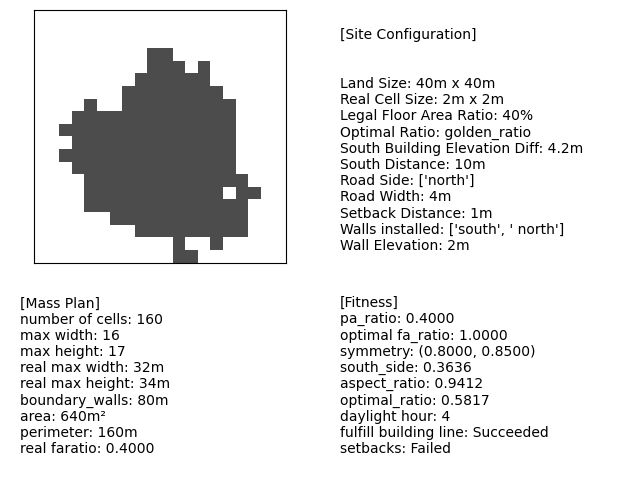 [Site Configuration]
Land Size: 40m x 40m
Real Cell Size: 2m x 2m
Legal Floor Area Ratio: 40%
Optimal Ratio: golden_ratio
South Building Elevation Diff: 4.2m
South Distance: 10m
Road Side: ['north']
Road Width: 4m
Setback Distance: 1m
Walls installed: ['south', ' north']
Wall Elevation: 2m
[Mass Plan]
number of cells: 160
max width: 16
max height: 17
real max width: 32m
real max height: 34m
boundary_walls: 80m
area: 640m²
perimeter: 160m
real faratio: 0.4000
[Fitness]
pa_ratio: 0.4000
optimal fa_ratio: 1.0000
symmetry: (0.8000, 0.8500)
south_side: 0.3636
aspect_ratio: 0.9412
optimal_ratio: 0.5817
daylight hour: 4
fulfill building line: Succeeded
setbacks: Failed